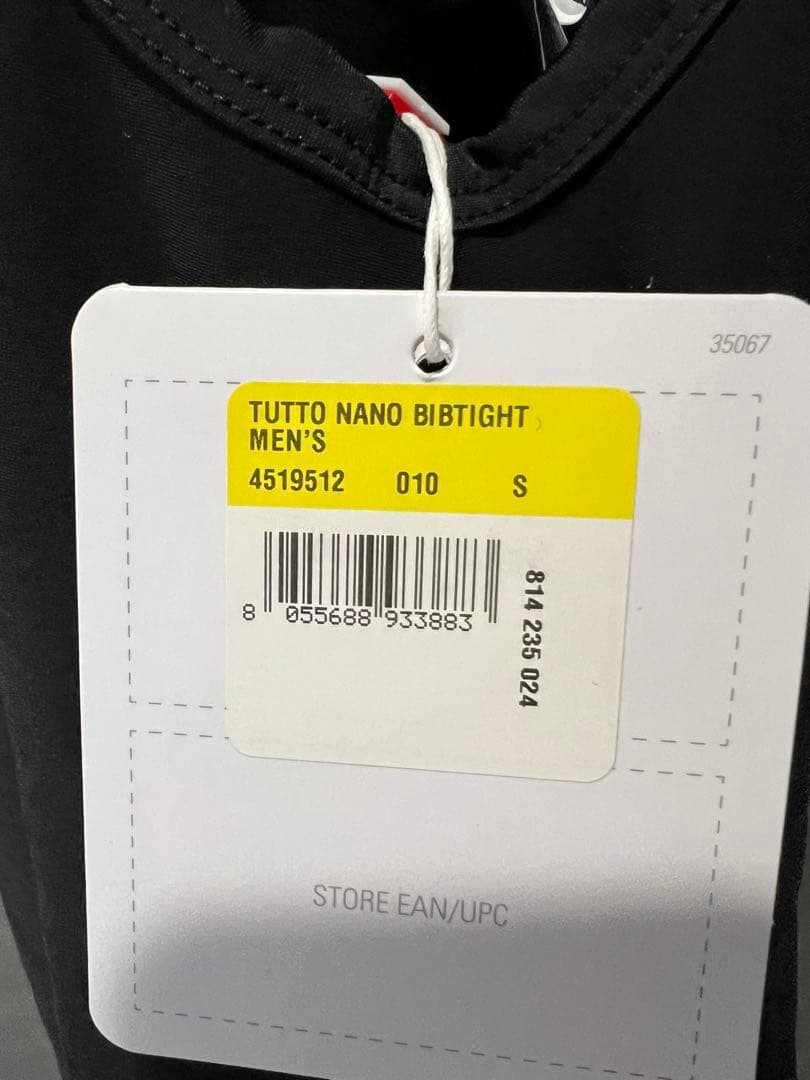 35067
TUTTO NANO BIBTIGHT
MEN'S
4519512 010 S
8 055688 933883
814 235 024
STORE EAN/UPC